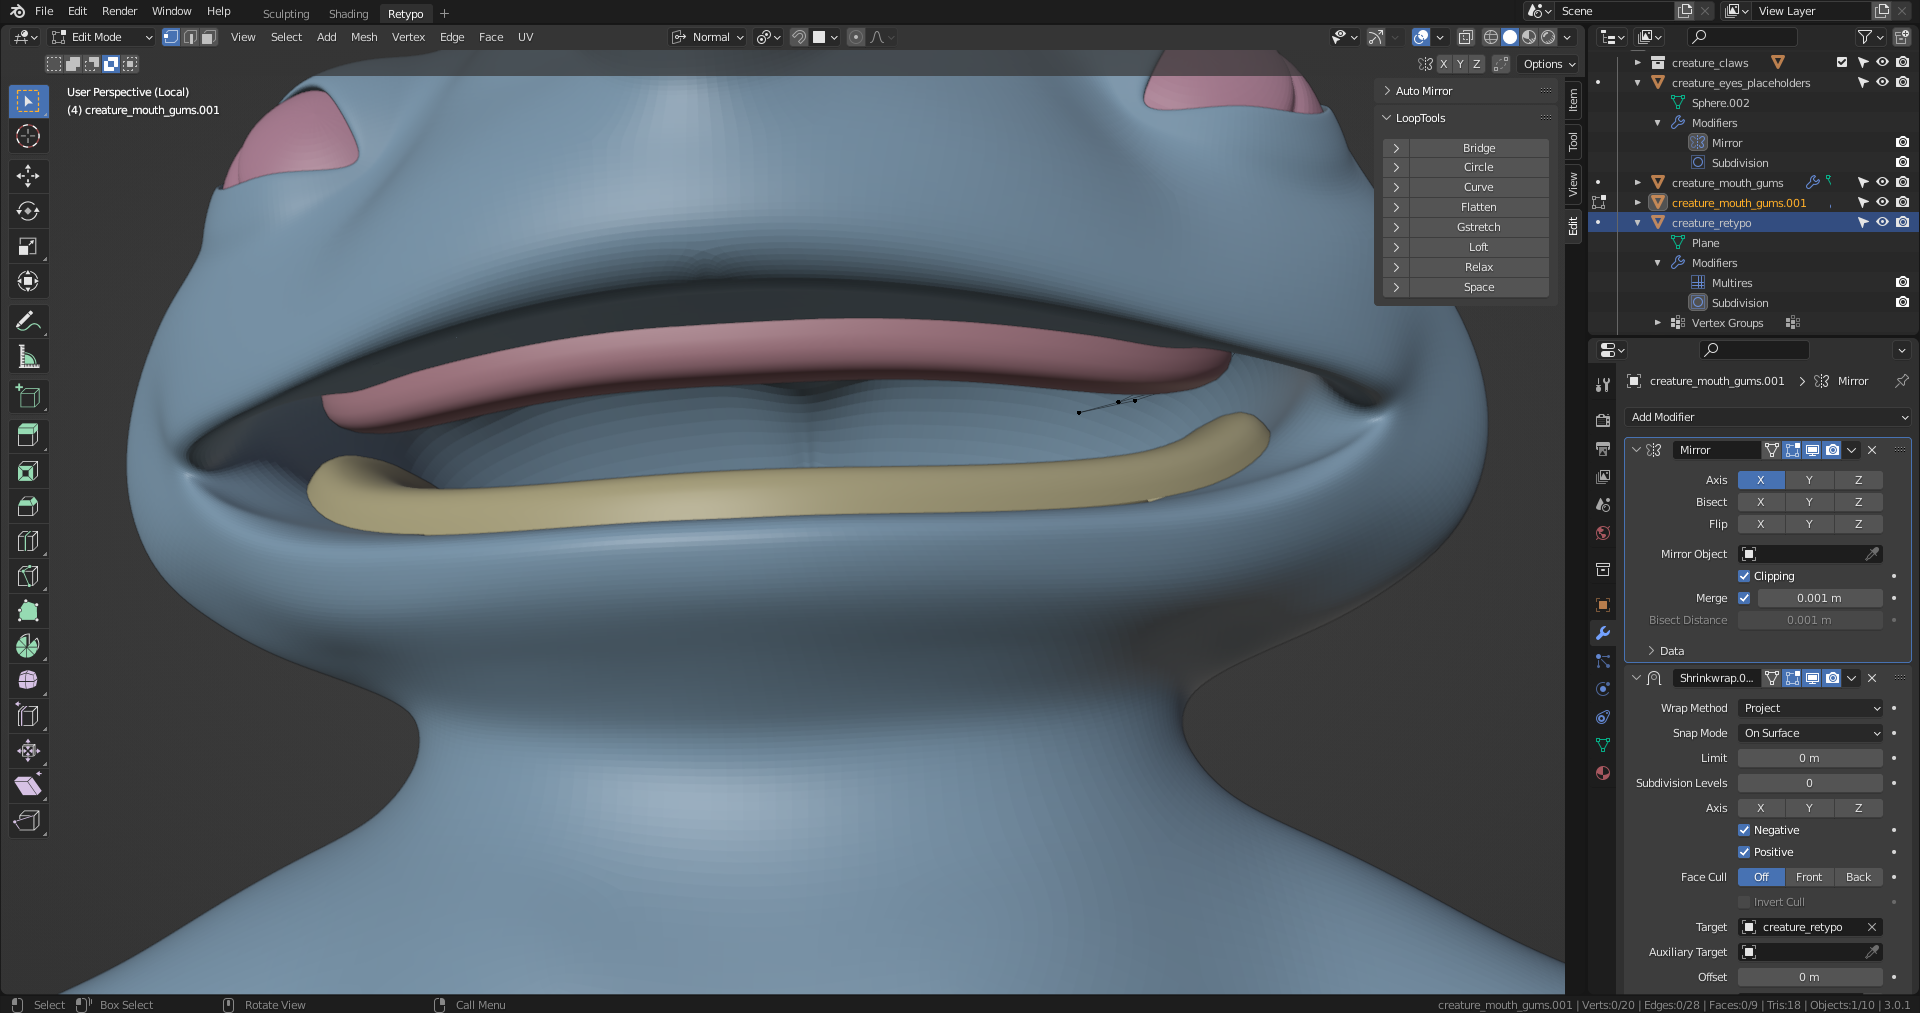 File Edit Render Window Help Sculpting Shading Retypo + Scene View Layer
Edit Mode View Select Add Mesh Vertex Edge Face UV Normal
X Y Z Options
User Perspective (Local)
(4) creature_mouth_gums.001
Auto Mirror
LoopTools
Bridge
Circle
Curve
Flatten
Gstretch
Loft
Relax
Space
Item
Tool
View
Edit
creature_claws
creature_eyes_placeholders
Sphere.002
Modifiers
Mirror
Subdivision
creature_mouth_gums
creature_mouth_gums.001
creature_retypo
Plane
Modifiers
Multires
Subdivision
Vertex Groups
creature_mouth_gums.001 > Mirror
Add Modifier
Mirror
Axis X Y Z
Bisect X Y Z
Flip X Y Z
Mirror Object
Clipping
Merge 0.001 m
Bisect Distance 0.001 m
Data
Shrinkwrap.0...
Wrap Method Project
Snap Mode On Surface
Limit 0 m
Subdivision Levels 0
Axis X Y Z
Negative
Positive
Face Cull Off Front Back
Invert Cull
Target creature_retypo
Auxiliary Target
Offset 0 m
Select Box Select Rotate View Call Menu
creature_mouth_gums.001 | Verts:0/20 | Edges:0/28 | Faces:0/9 | Tris:18 | Objects:1/10 | 3.0.1